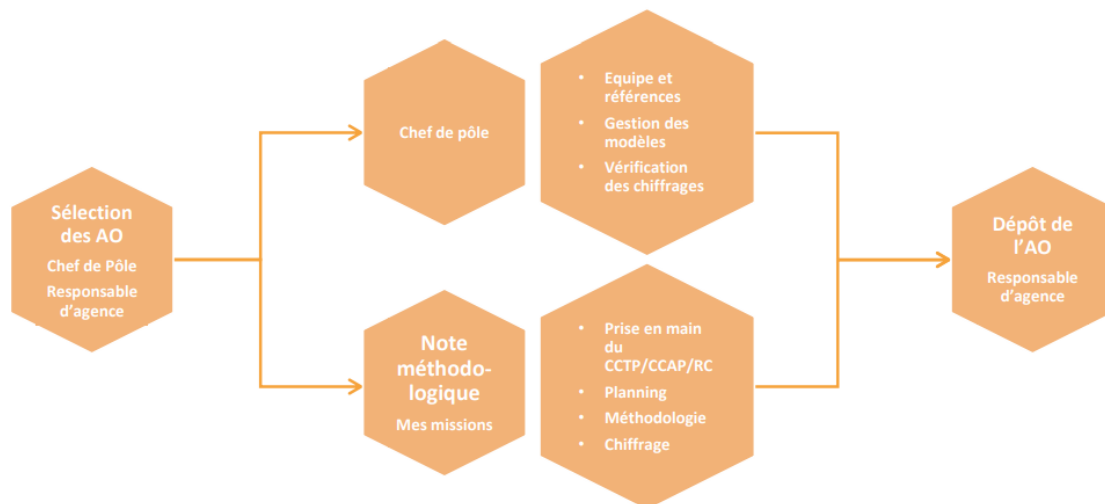 Sélection
des AO
Chef de Pôle
Responsable
d'agence
Chef de pôle
• Equipe et
références
• Gestion des
modèles
• Vérification
des chiffrages
Note
méthodo-
logique
Mes missions
• Prise en main
du
CCTP/CCAP/RC
• Planning
• Méthodologie
• Chiffrage
Dépôt de
l'AO
Responsable
d'agence